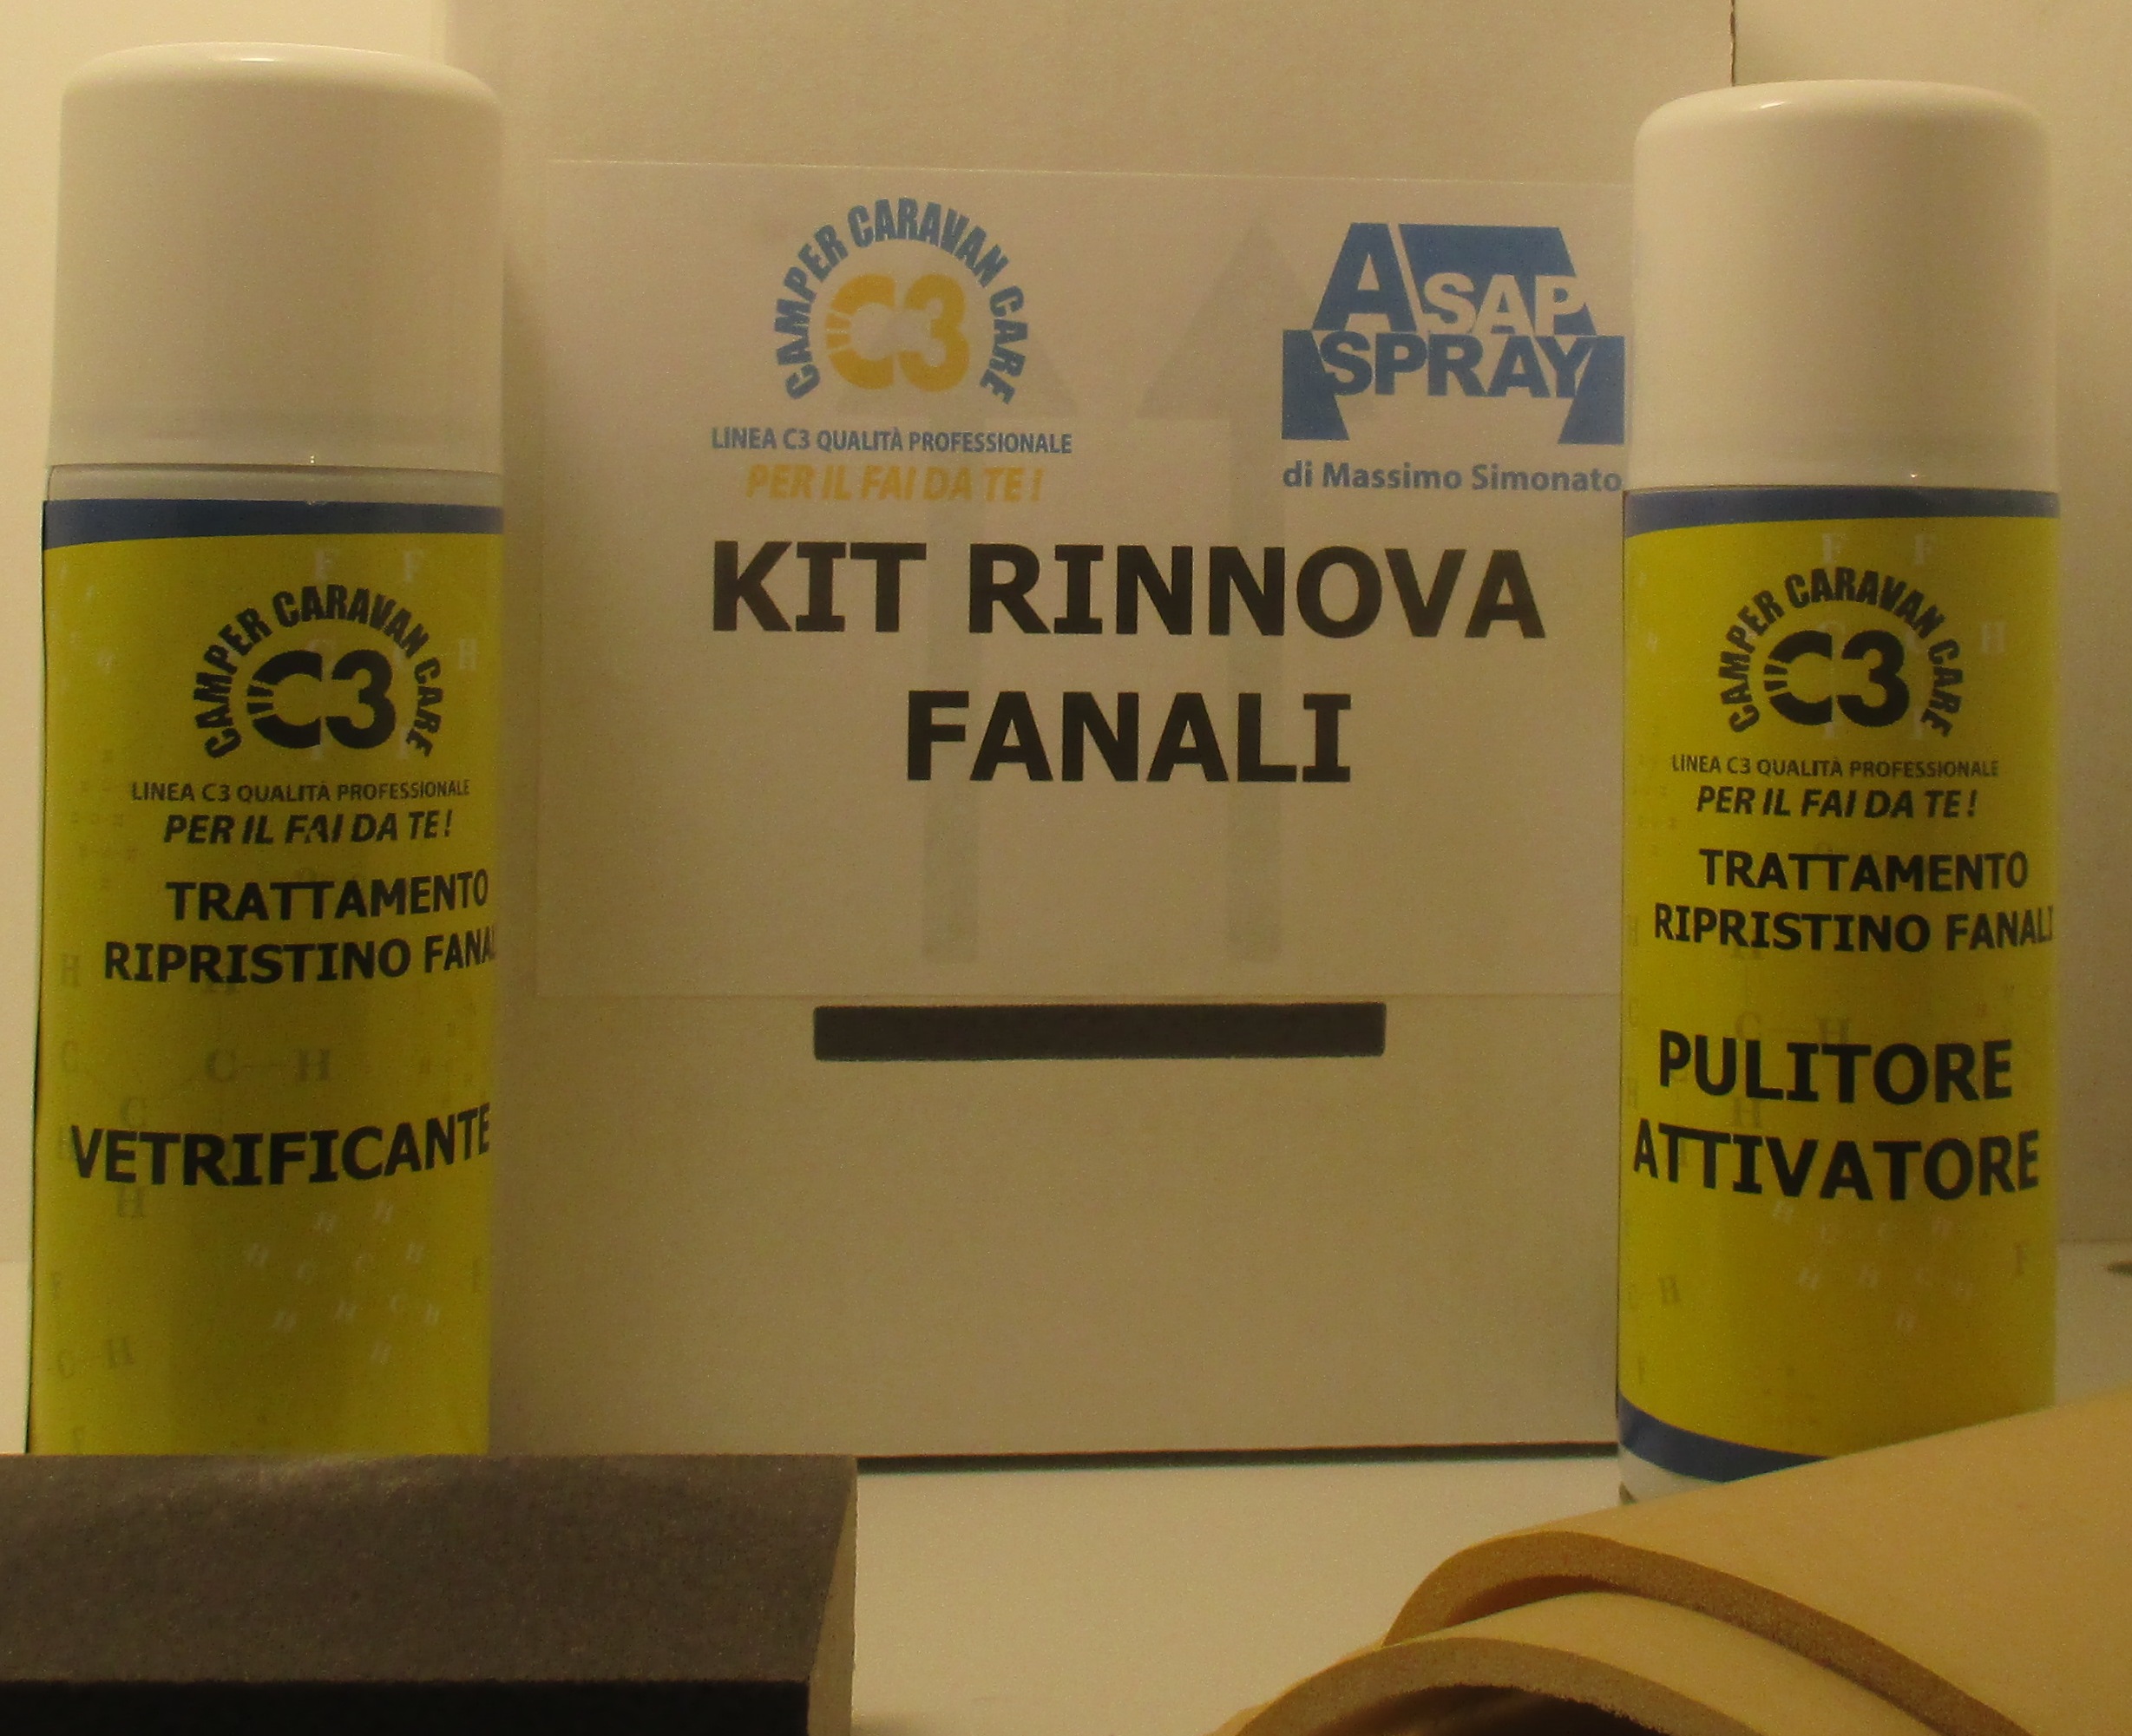 CAMPER CARAVAN CARE
C3
LINEA C3 QUALITÀ PROFESSIONALE
PER IL FAI DA TE!
TRATTAMENTO
RIPRISTINO FANAL
VETRIFICANTE
CAMPER CARAVAN CARE
C3
LINEA C3 QUALITÀ PROFESSIONALE
PER IL FAI DA TE!
ASAP
SPRAY
di Massimo Simonato
KIT RINNOVA
FANALI
CAMPER CARAVAN CARE
C3
LINEA C3 QUALITÀ PROFESSIONALE
PER IL FAI DA TE!
TRATTAMENTO
RIPRISTINO FANALI
PULITORE
ATTIVATORE